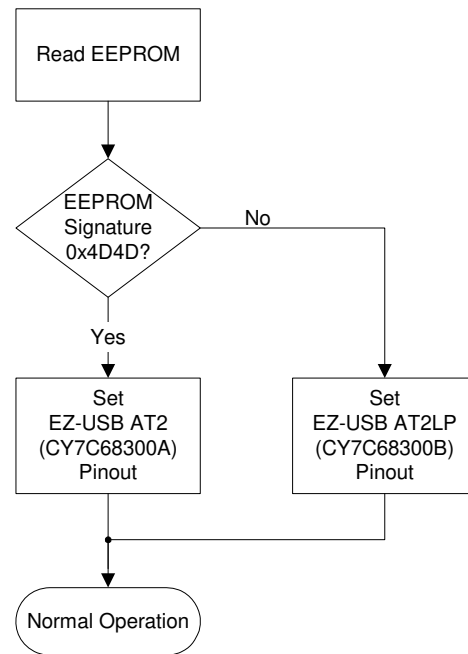 Read EEPROM
EEPROM
Signature
0x4D4D?
No
Yes
Set
EZ-USB AT2
(CY7C68300A)
Pinout
Set
EZ-USB AT2LP
(CY7C68300B)
Pinout
Normal Operation